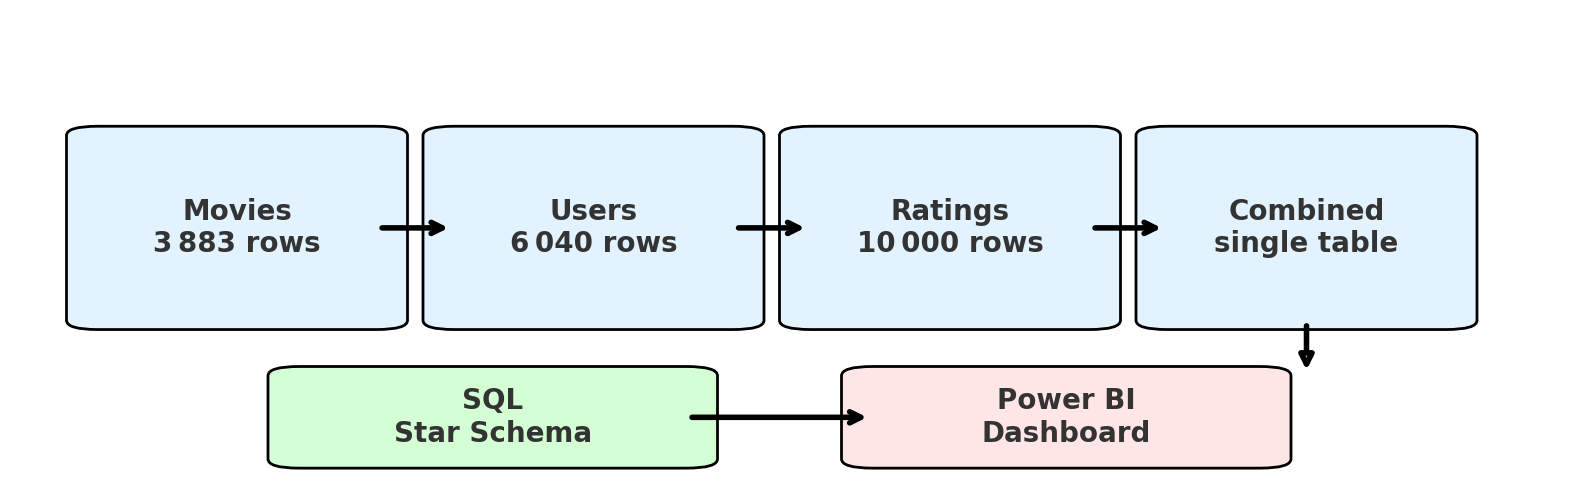 Movies
3 883 rows
Users
6 040 rows
Ratings
10 000 rows
Combined
single table
SQL
Star Schema
Power BI
Dashboard